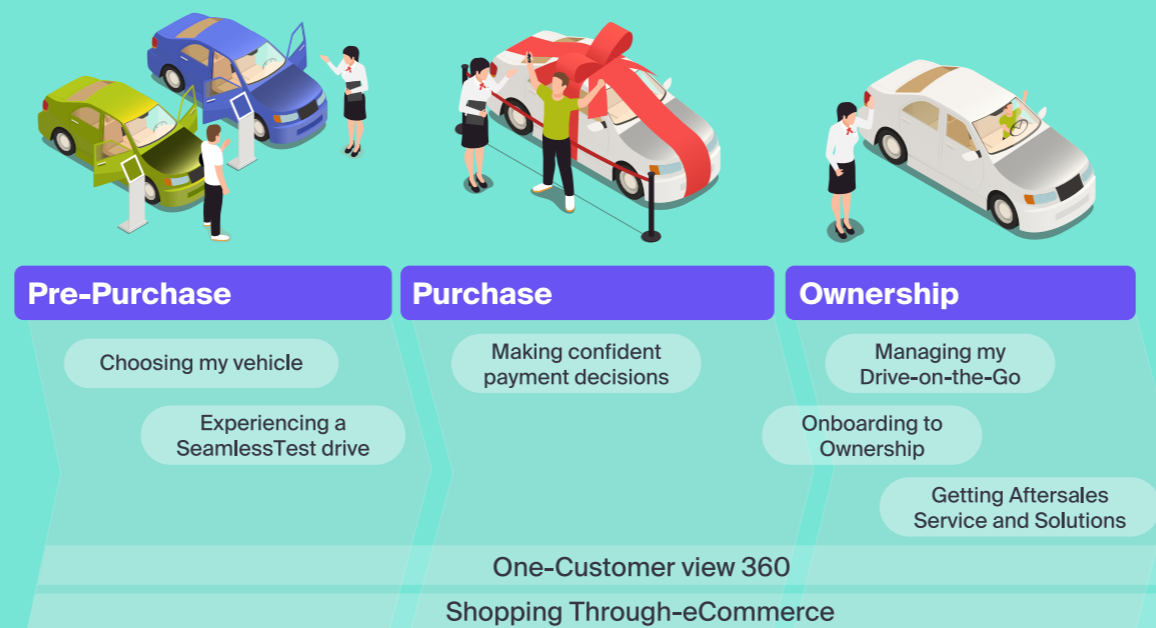 Pre-Purchase
Purchase
Ownership
Choosing my vehicle
Experiencing a
SeamlessTest drive
Making confident
payment decisions
Managing my
Drive-on-the-Go
Onboarding to
Ownership
Getting Aftersales
Service and Solutions
One-Customer view 360
Shopping Through-eCommerce